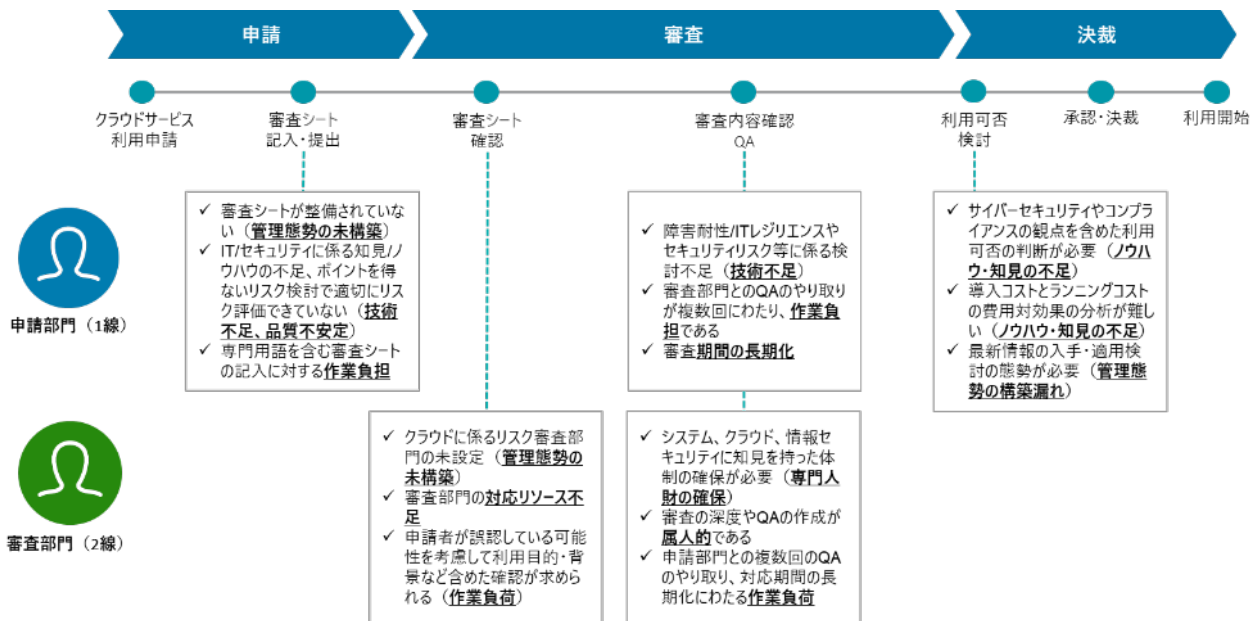 申請
審査
決裁
クラウドサービス
利用申請
審査シート
記入・提出
審査シート
確認
審査内容確認
QA
利用可否
検討
承認・決裁
利用開始
申請部門（1線）
✓ 審査シートが整備されていな
い（管理態勢の未構築）
✓ IT/セキュリティに係る知見/ノ
ウハウの不足、ポイントを得
ないリスク検討で適切にリス
ク評価できていない（技術
不足、品質不安定）
✓ 専門用語を含む審査シート
の記入に対する作業負担
✓ 障害耐性/ITレジリエンスや
セキュリティリスク等に係る検
討不足（技術不足）
✓ 審査部門とのQAのやり取り
が複数回にわたり、作業負
担である
✓ 審査期間の長期化
✓ サイバーセキュリティやコンプラ
イアンスの観点を含めた利用
可否の判断が必要（ノウハ
ウ・知見の不足）
✓ 導入コストとランニングコスト
の費用対効果の分析が難し
い（ノウハウ・知見の不足）
✓ 最新情報の入手・適用検
討の態勢が必要（管理態
勢の構築漏れ）
審査部門（2線）
✓ クラウドに係るリスク審査部
門の未設定（管理態勢の
未構築）
✓ 審査部門の対応リソース不
足
✓ 申請者が誤認している可能
性を考慮して利用目的・背
景など含めた確認が求めら
れる（作業負荷）
✓ システム、クラウド、情報セ
キュリティに知見を持った体
制の確保が必要（専門人
財の確保）
✓ 審査の深度やQAの作成が
属人的である
✓ 申請部門との複数回のQA
のやり取り、対応期間の長
期化にわたる作業負荷